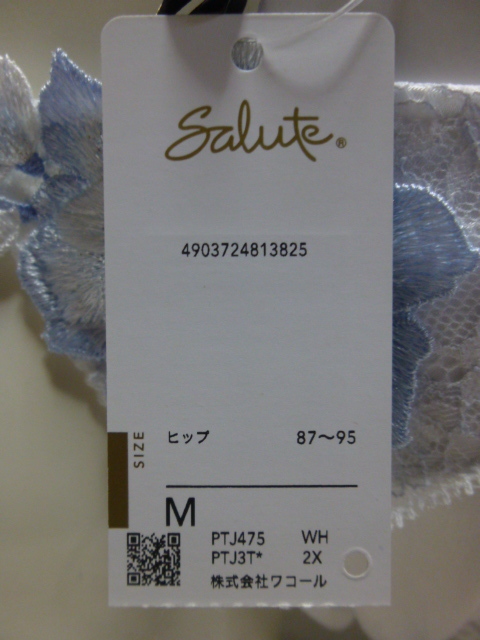 Salute®
4903724813825
SIZE
ヒップ 87～95
M
PTJ475 WH
PTJ3T* 2X
株式会社ワコール